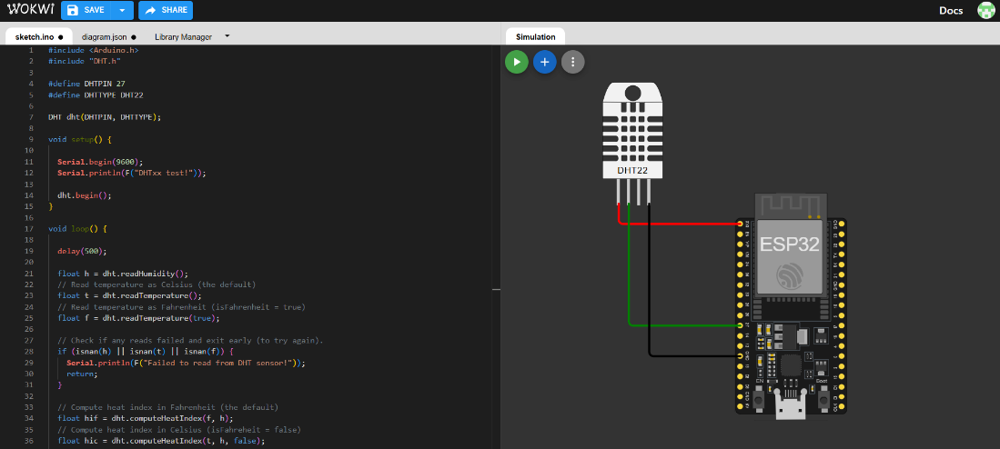 WOKWI SAVE SHARE Docs
sketch.ino diagram.json Library Manager Simulation
1 #include <Arduino.h>
2 #include "DHT.h"
3
4 #define DHTPIN 27
5 #define DHTTYPE DHT22
6
7 DHT dht(DHTPIN, DHTTYPE);
8
9 void setup() {
10
11 Serial.begin(9600);
12 Serial.println(F("DHTxx test!"));
13
14 dht.begin();
15 }
16
17 void loop() {
18
19 delay(500);
20
21 float h = dht.readHumidity();
22 // Read temperature as Celsius (the default)
23 float t = dht.readTemperature();
24 // Read temperature as Fahrenheit (isFahrenheit = true)
25 float f = dht.readTemperature(true);
26
27 // Check if any reads failed and exit early (to try again).
28 if (isnan(h) || isnan(t) || isnan(f)) {
29 Serial.println(F("Failed to read from DHT sensor!"));
30 return;
31 }
32
33 // Compute heat index in Fahrenheit (the default)
34 float hif = dht.computeHeatIndex(f, h);
35 // Compute heat index in Celsius (isFahrenheit = false)
36 float hic = dht.computeHeatIndex(t, h, false);
DHT22
ESP32
EN
Boot